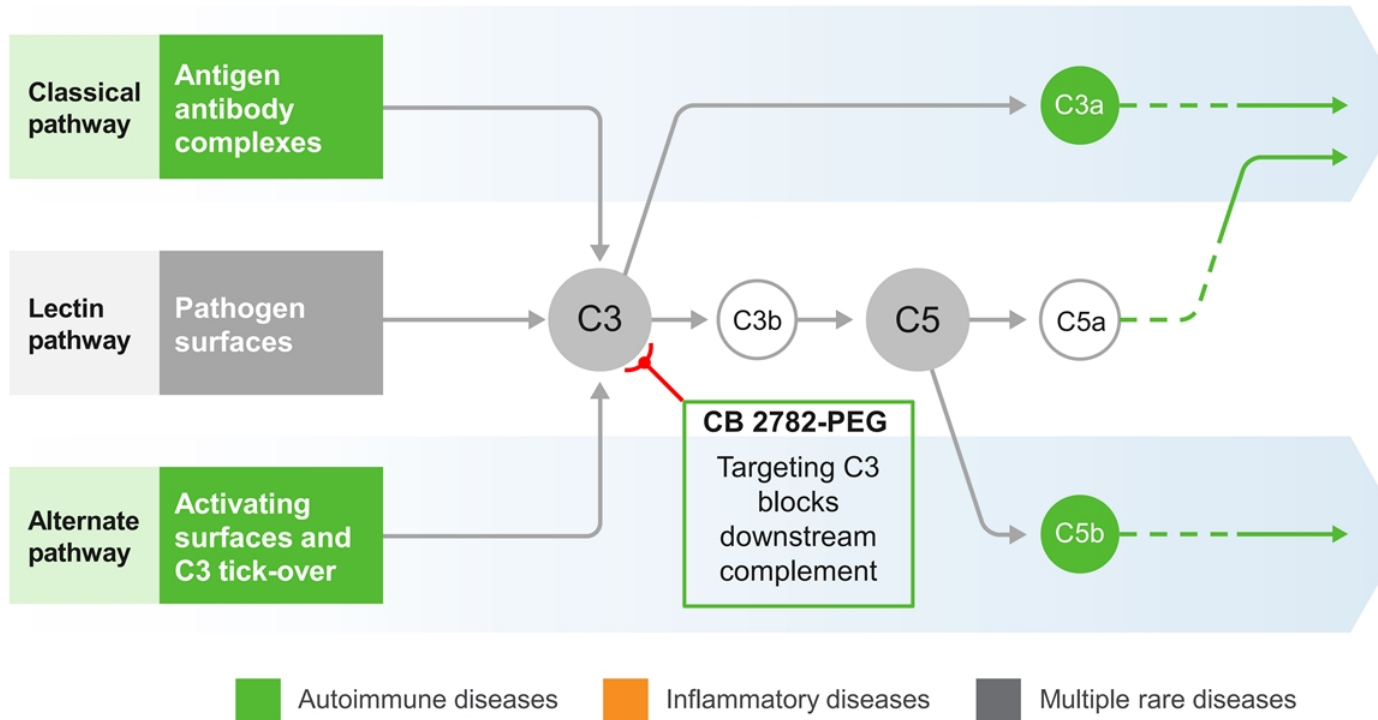 Classical
pathway
Antigen
antibody
complexes
C3a
Lectin
pathway
Pathogen
surfaces
C3
C3b
C5
C5a
CB 2782-PEG
Targeting C3
blocks
downstream
complement
Alternate
pathway
Activating
surfaces and
C3 tick-over
C5b
Autoimmune diseases
Inflammatory diseases
Multiple rare diseases